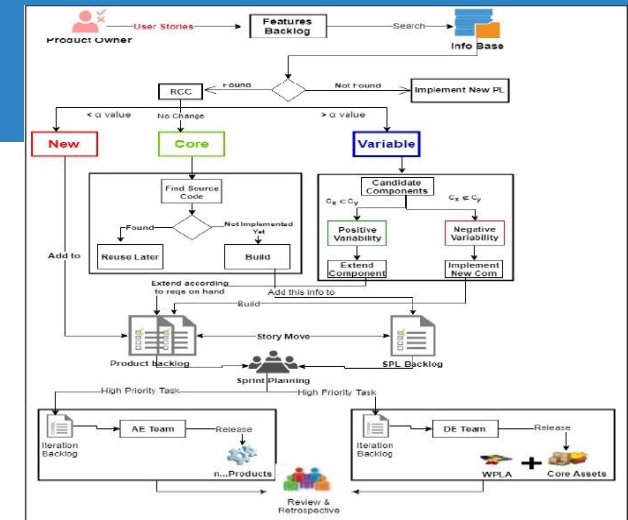 User Stories
Features
Backlog
Search
Product Owner
Info Base
Found
Not Found
RCC
Implement New PL
< α value
No Change
> α value
New
Core
Variable
Find Source
Code
Candidate
Components
Cx ⊂ Cy
Cx ⊄ Cy
Found
Not Implemented
Yet
Positive
Variability
Negative
Variability
Add to
Reuse Later
Build
Extend
Component
Implement
New Com
Extend according
to reqs on hand
Add this info to
Build
Story Move
Product backlog
SPL Backlog
Sprint Planning
High Priority Task
High Priority Task
AE Team
Release
DE Team
Release
Iteration
Backlog
n...Products
Iteration
Backlog
WPLA
+
Core Assets
Review &
Retrospective